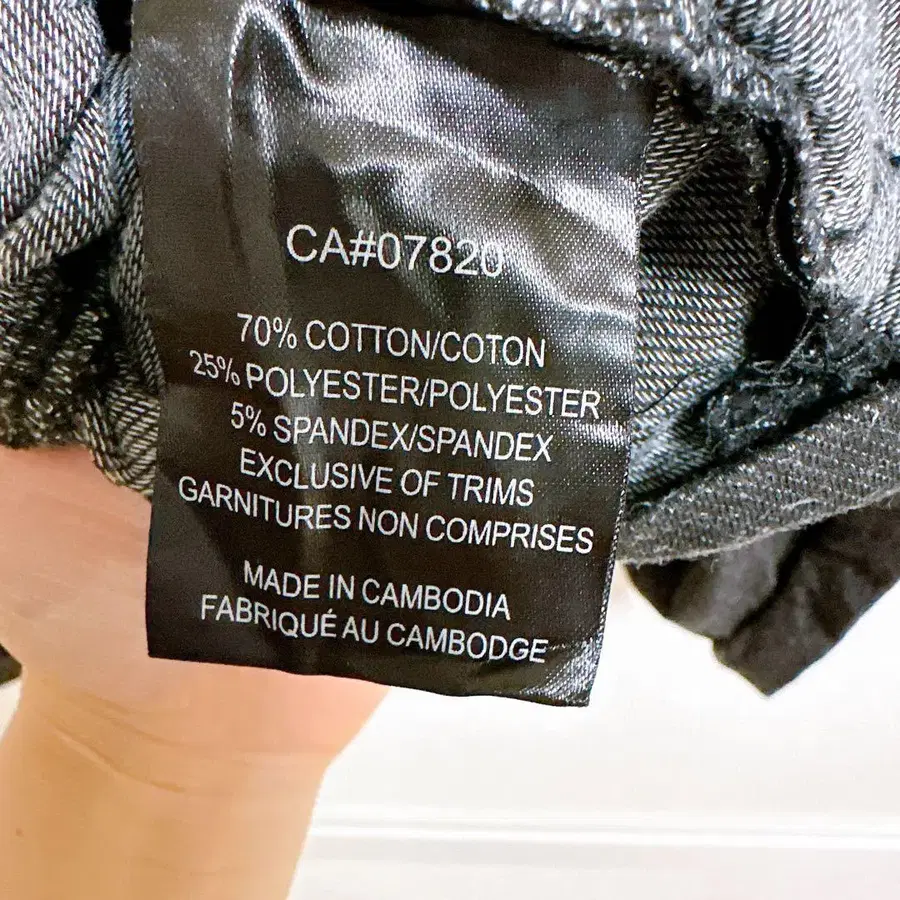 CA#07820
70% COTTON/COTON
25% POLYESTER/POLYESTER
5% SPANDEX/SPANDEX
EXCLUSIVE OF TRIMS
GARNITURES NON COMPRISES
MADE IN CAMBODIA
FABRIQUÉ AU CAMBODGE